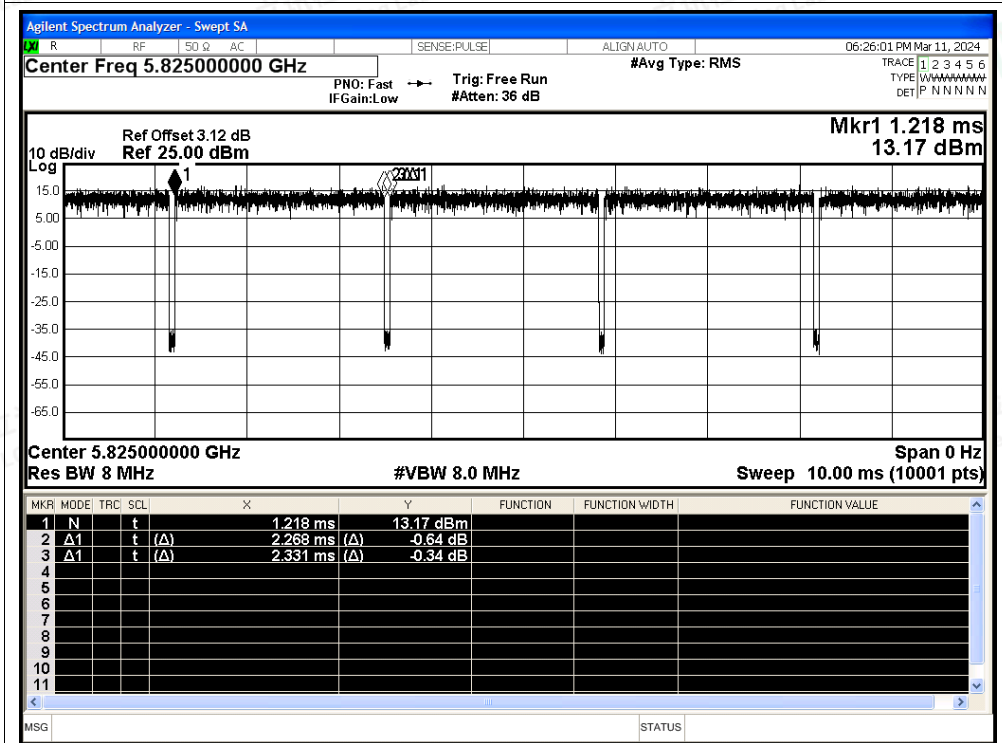 Agilent Spectrum Analyzer - Swept SA
LXI R RF 50 Ω AC SENSE:PULSE ALIGN AUTO 06:26:01 PM Mar 11, 2024
Center Freq 5.825000000 GHz #Avg Type: RMS TRACE 1 2 3 4 5 6
PNO: Fast Trig: Free Run TYPE W
IFGain:Low #Atten: 36 dB DET P N N N N N
Mkr1 1.218 ms
Ref Offset 3.12 dB
10 dB/div Ref 25.00 dBm 13.17 dBm
Log
1
15.0
5.00
-5.00
-15.0
-25.0
-35.0
-45.0
-55.0
-65.0
Center 5.825000000 GHz Span 0 Hz
Res BW 8 MHz #VBW 8.0 MHz Sweep 10.00 ms (10001 pts)
MKR MODE TRC SCL X Y FUNCTION FUNCTION WIDTH FUNCTION VALUE
1 N t 1.218 ms 13.17 dBm
2 Δ1 t (Δ) 2.268 ms (Δ) -0.64 dB
3 Δ1 t (Δ) 2.331 ms (Δ) -0.34 dB
4
5
6
7
8
9
10
11
MSG STATUS